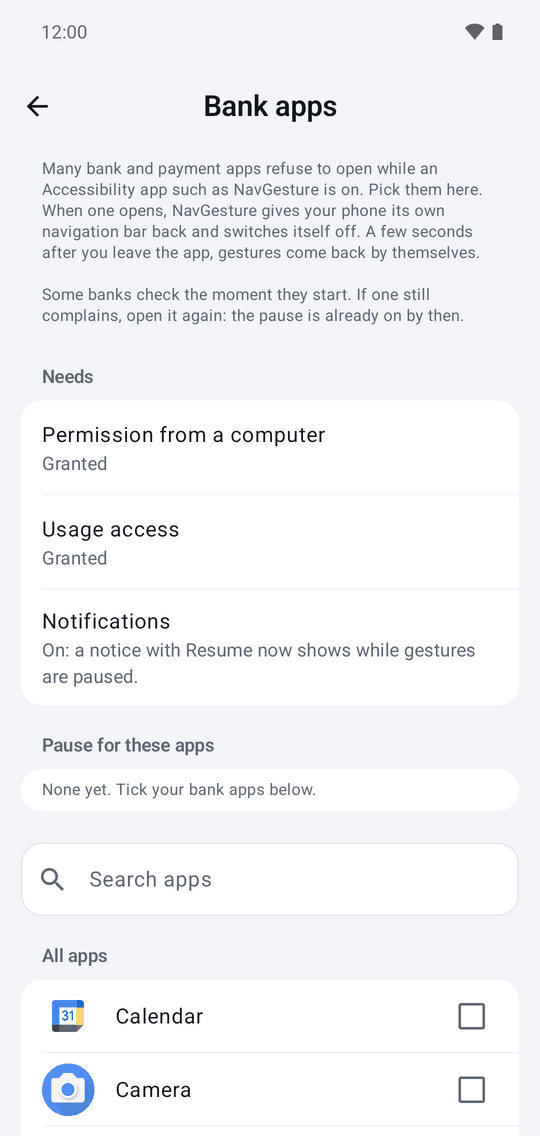 12:00
Bank apps
Many bank and payment apps refuse to open while an
Accessibility app such as NavGesture is on. Pick them here.
When one opens, NavGesture gives your phone its own
navigation bar back and switches itself off. A few seconds
after you leave the app, gestures come back by themselves.
Some banks check the moment they start. If one still
complains, open it again: the pause is already on by then.
Needs
Permission from a computer
Granted
Usage access
Granted
Notifications
On: a notice with Resume now shows while gestures
are paused.
Pause for these apps
None yet. Tick your bank apps below.
Search apps
All apps
31
Calendar
Camera